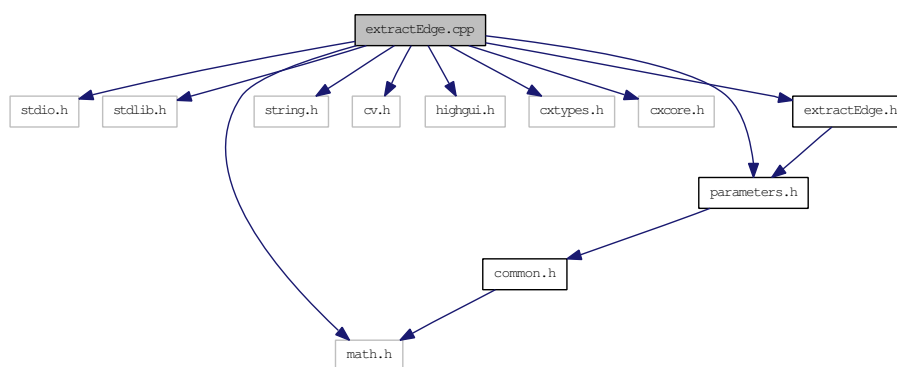 extractEdge.cpp
stdio.h
stdlib.h
string.h
cv.h
highgui.h
cxtypes.h
cxcore.h
extractEdge.h
parameters.h
common.h
math.h